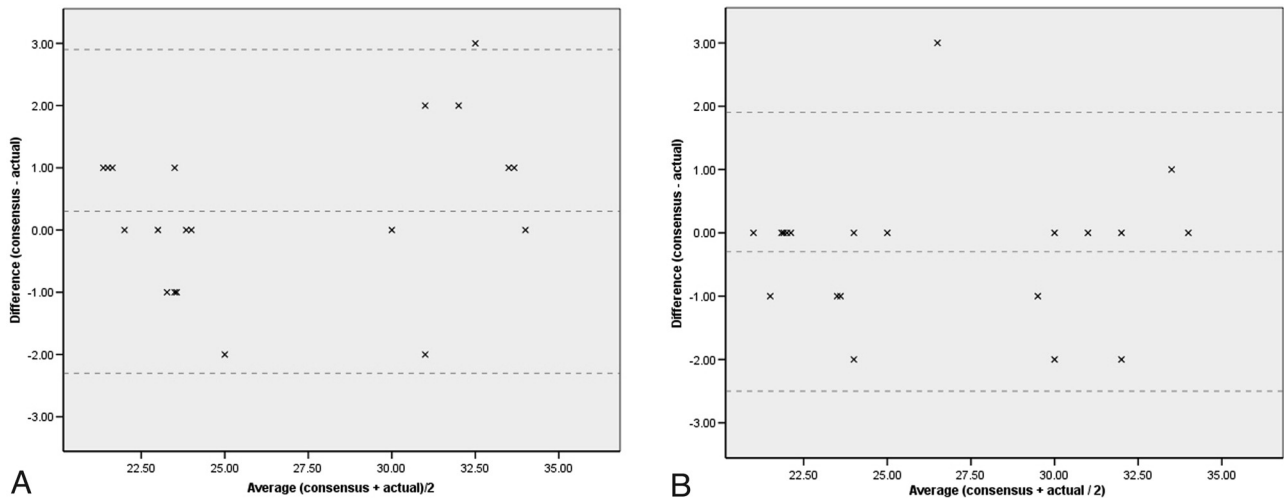 3.00
2.00
1.00
0.00
-1.00
-2.00
-3.00
Difference (consensus - actual)
22.50 25.00 27.50 30.00 32.50 35.00
Average (consensus + actual)/2
A
3.00
2.00
1.00
0.00
-1.00
-2.00
-3.00
Difference (consensus - actual)
22.50 25.00 27.50 30.00 32.50 35.00
Average (consensus + actual / 2)
B